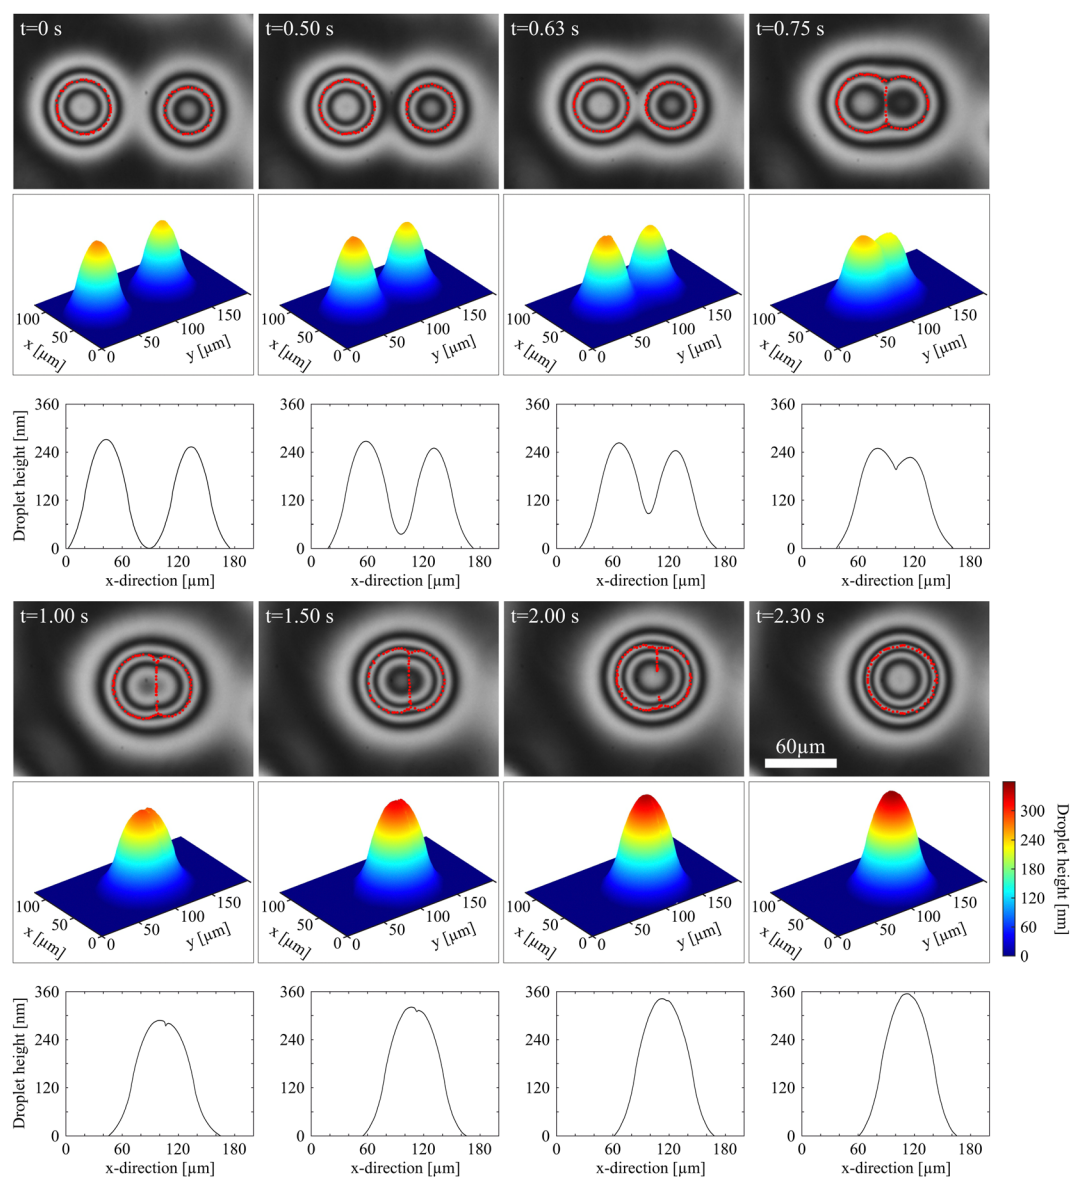 t=0 s
t=0.50 s
t=0.63 s
t=0.75 s
100
50
0
x [µm]
0
50
100
150
y [µm]
100
50
0
x [µm]
0
50
100
150
y [µm]
100
50
0
x [µm]
0
50
100
150
y [µm]
100
50
0
x [µm]
0
50
100
150
y [µm]
Droplet height [nm]
360
240
120
0
0 60 120 180
x-direction [µm]
360
240
120
0
0 60 120 180
x-direction [µm]
360
240
120
0
0 60 120 180
x-direction [µm]
360
240
120
0
0 60 120 180
x-direction [µm]
t=1.00 s
t=1.50 s
t=2.00 s
t=2.30 s
60µm
100
50
0
x [µm]
0
50
100
150
y [µm]
100
50
0
x [µm]
0
50
100
150
y [µm]
100
50
0
x [µm]
0
50
100
150
y [µm]
100
50
0
x [µm]
0
50
100
150
y [µm]
300
240
180
120
60
0
Droplet height [nm]
Droplet height [nm]
360
240
120
0
0 60 120 180
x-direction [µm]
360
240
120
0
0 60 120 180
x-direction [µm]
360
240
120
0
0 60 120 180
x-direction [µm]
360
240
120
0
0 60 120 180
x-direction [µm]